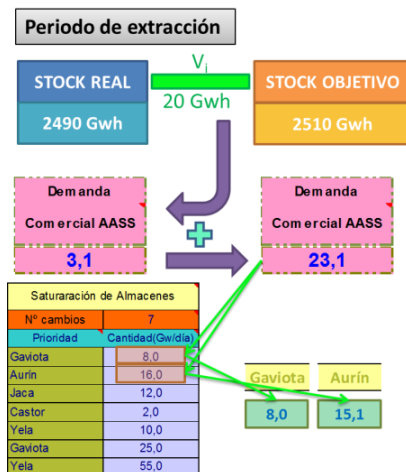 Periodo de extracción
Vi
STOCK REAL
STOCK OBJETIVO
20 Gwh
2490 Gwh
2510 Gwh
Demanda
Comercial AASS
3,1
Demanda
Comercial AASS
23,1
Saturaración de Almacenes
Nº cambios 7
Prioridad Cantidad(Gw/día)
Gaviota 8,0
Aurín 16,0
Jaca 12,0
Castor 2,0
Yela 10,0
Gaviota 25,0
Yela 55,0
Gaviota Aurín
8,0 15,1